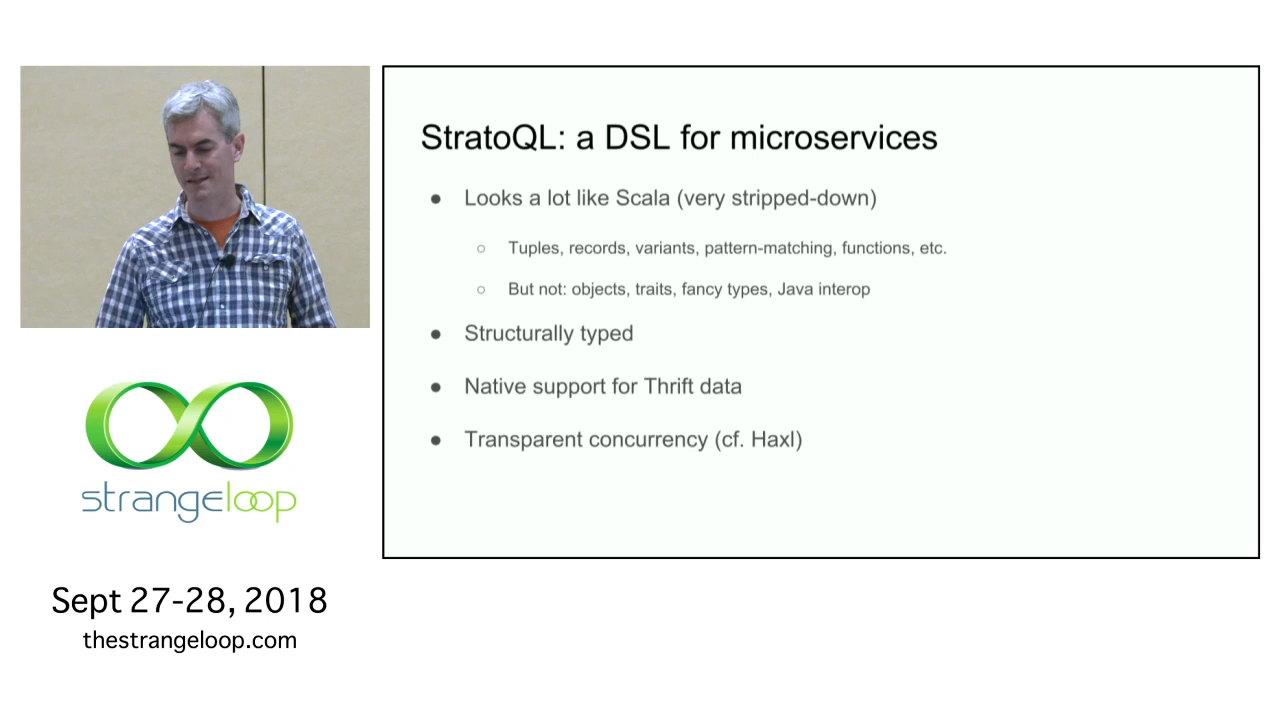 StratoQL: a DSL for microservices
● Looks a lot like Scala (very stripped-down)
○ Tuples, records, variants, pattern-matching, functions, etc.
○ But not: objects, traits, fancy types, Java interop
● Structurally typed
● Native support for Thrift data
● Transparent concurrency (cf. Haxl)
strangeloop
Sept 27-28, 2018
thestrangeloop.com